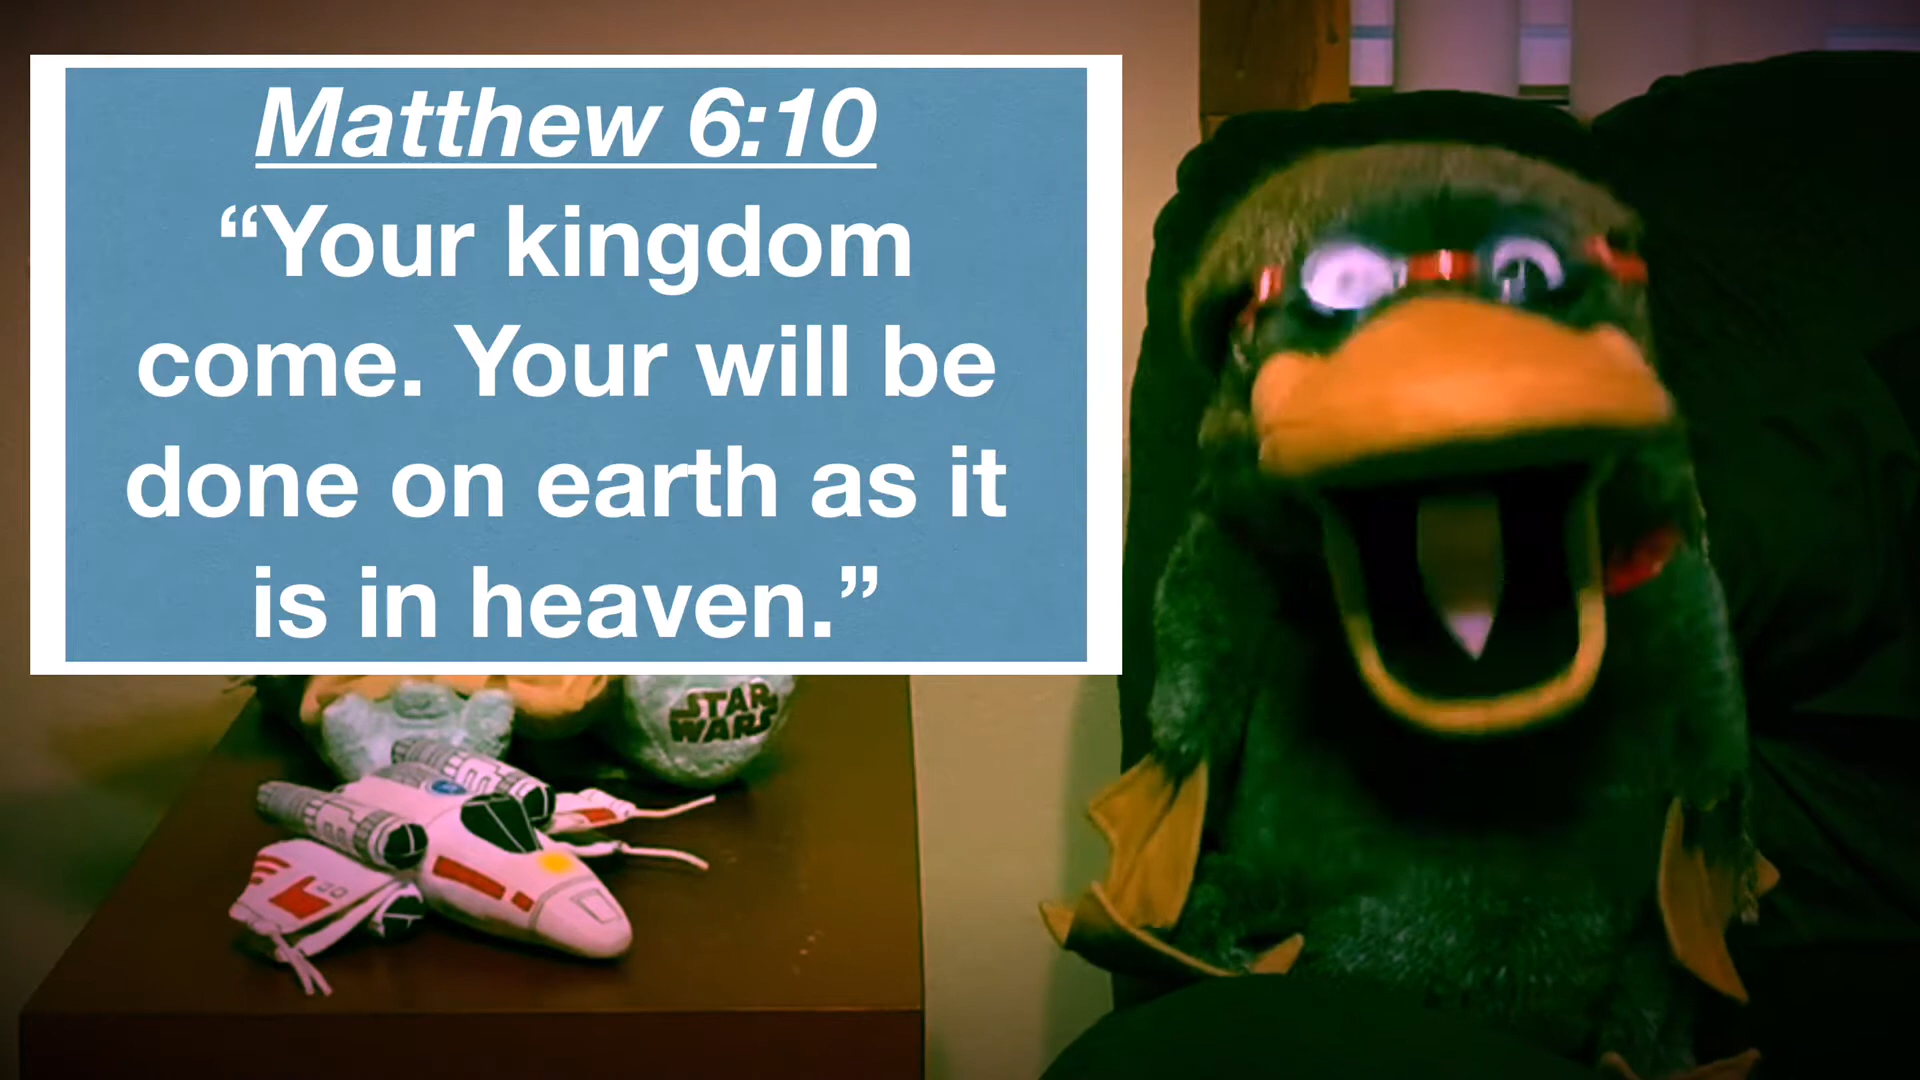 Matthew 6:10
“Your kingdom
come. Your will be
done on earth as it
is in heaven.”
STAR
WARS